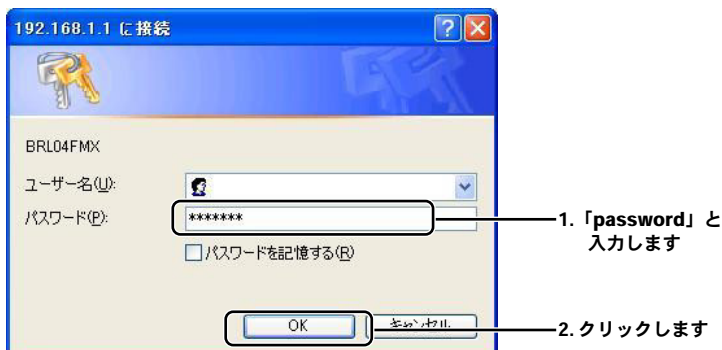 192.168.1.1 に接続
BRL04FMX
ユーザー名(U):
パスワード(P):
*******
パスワードを記憶する(R)
OK
キャンセル
1.「password」と
入力します
2. クリックします